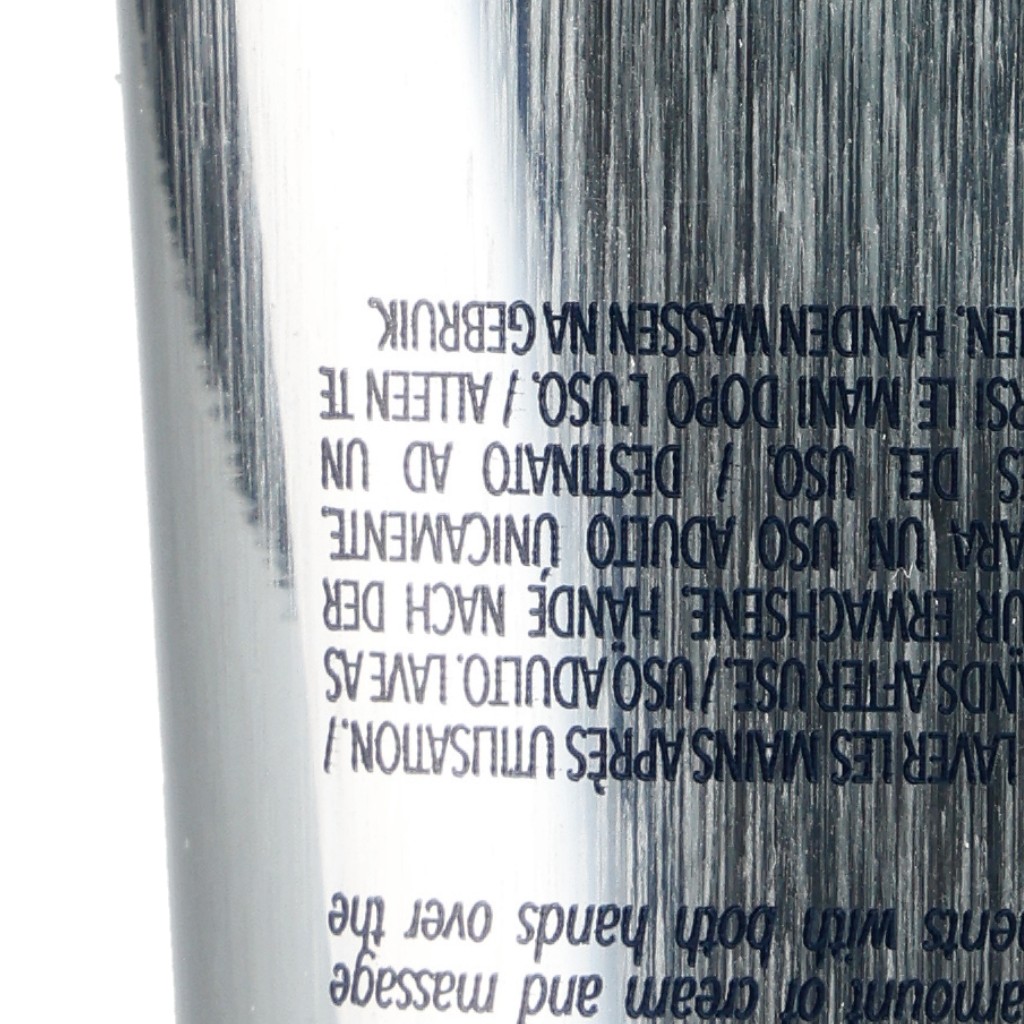 amount of cream and massage
ents with both hands over the
LAVER LES MAINS APRÈS UTILISATION. /
NDS AFTER USE. / USO ADULTO. LAVE AS
ÜR ERWACHSENE. HÄNDE NACH DER
ARA UN USO ADULTO ÚNICAMENTE.
S DEL USO. / DESTINATO AD UN
RSI LE MANI DOPO L'USO. / ALLEEN TE
EN. HANDEN WASSEN NA GEBRUIK.